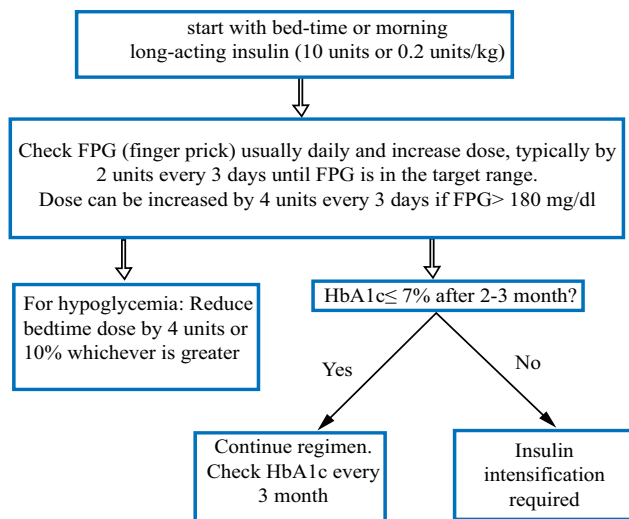 start with bed-time or morning
long-acting insulin (10 units or 0.2 units/kg)
Check FPG (finger prick) usually daily and increase dose, typically by
2 units every 3 days until FPG is in the target range.
Dose can be increased by 4 units every 3 days if FPG> 180 mg/dl
For hypoglycemia: Reduce
bedtime dose by 4 units or
10% whichever is greater
HbA1c≤ 7% after 2-3 month?
Yes
No
Continue regimen.
Check HbA1c every
3 month
Insulin
intensification
required